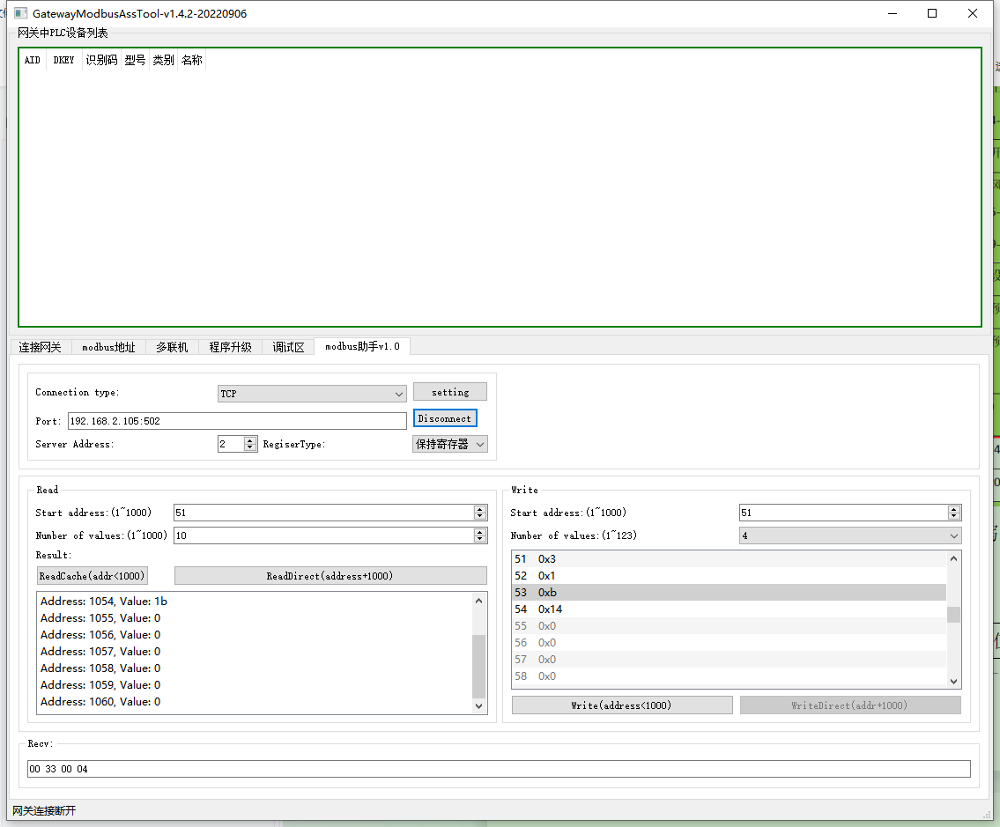 GatewayModbusAssTool-v1.4.2-20220906
网关中PLC设备列表
AID DKEY 识别码 型号 类别 名称
连接网关 modbus地址 多联机 程序升级 调试区 modbus助手v1.0
Connection type: TCP setting
Port: 192.168.2.105:502 Disconnect
Server Address: 2 RegiserType: 保持寄存器
Read
Start address:(1~1000) 51
Number of values:(1~1000) 10
Result:
ReadCache(addr<1000) ReadDirect(address+1000)
Address: 1054, Value: 1b
Address: 1055, Value: 0
Address: 1056, Value: 0
Address: 1057, Value: 0
Address: 1058, Value: 0
Address: 1059, Value: 0
Address: 1060, Value: 0
Write
Start address:(1~1000) 51
Number of values:(1~123) 4
51 0x3
52 0x1
53 0xb
54 0x14
55 0x0
56 0x0
57 0x0
58 0x0
Write(address<1000) WriteDirect(addr+1000)
Recv:
00 33 00 04
网关连接断开